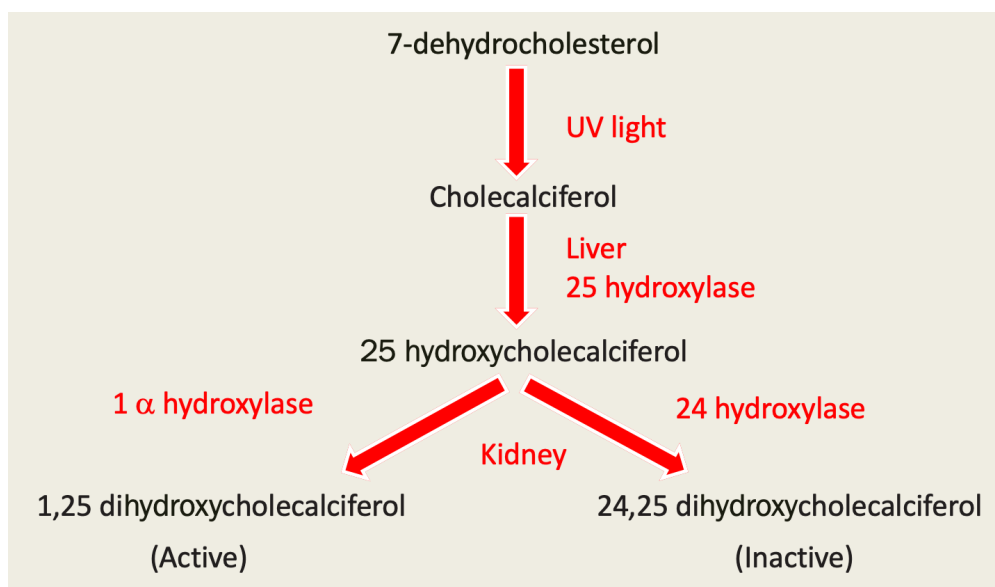 7-dehydrocholesterol
UV light
Cholecalciferol
Liver
25 hydroxylase
25 hydroxycholecalciferol
1 α hydroxylase
24 hydroxylase
Kidney
1,25 dihydroxycholecalciferol
24,25 dihydroxycholecalciferol
(Active)
(Inactive)